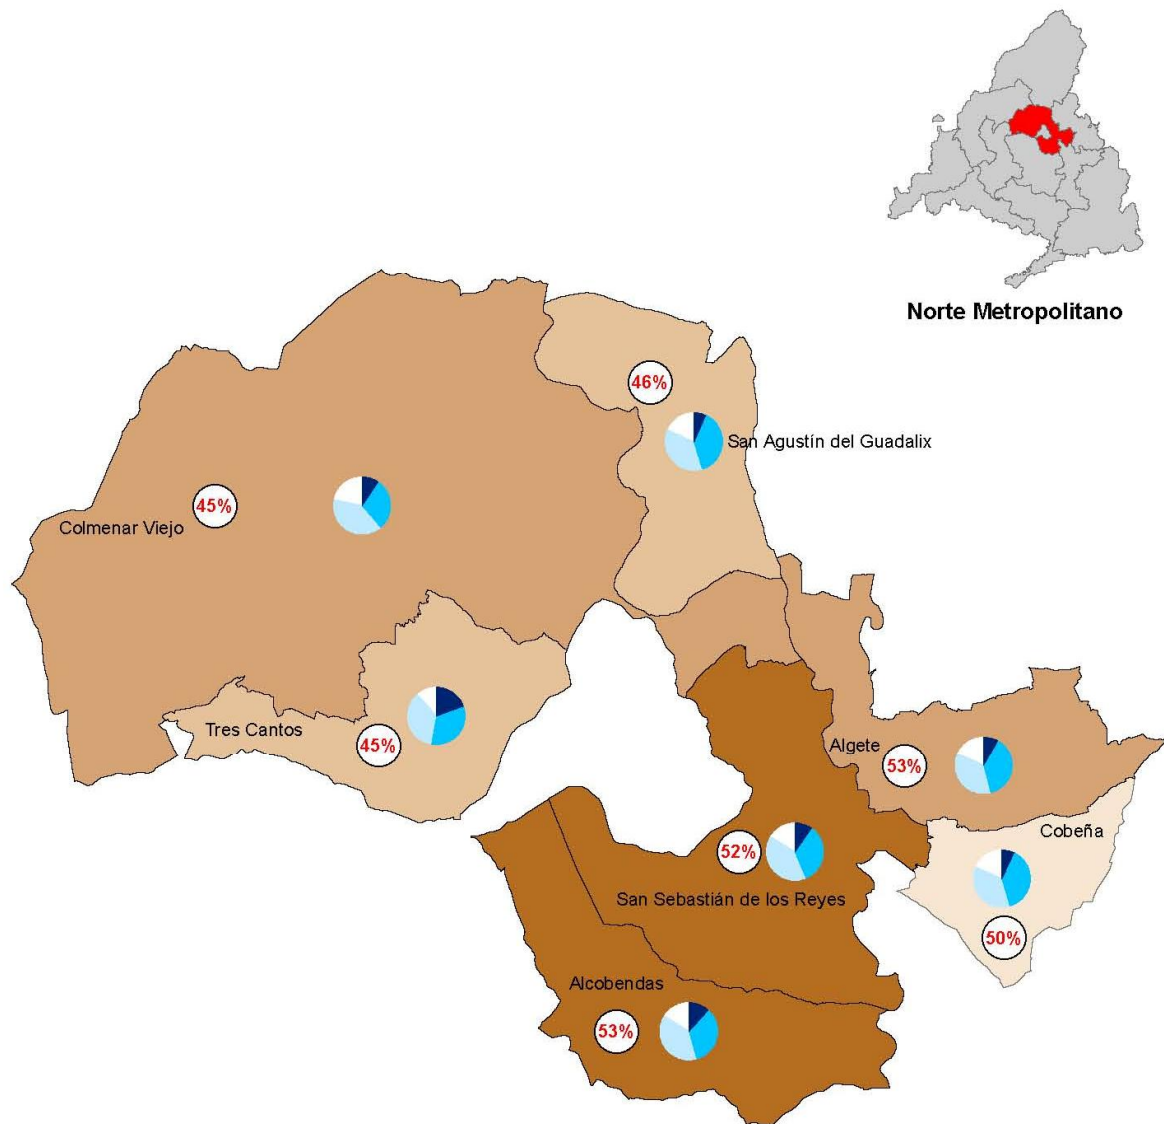 Norte Metropolitano
46%
San Agustín del Guadalix
45%
Colmenar Viejo
Tres Cantos
45%
Algete
53%
Cobeña
52%
San Sebastián de los Reyes
50%
Alcobendas
53%